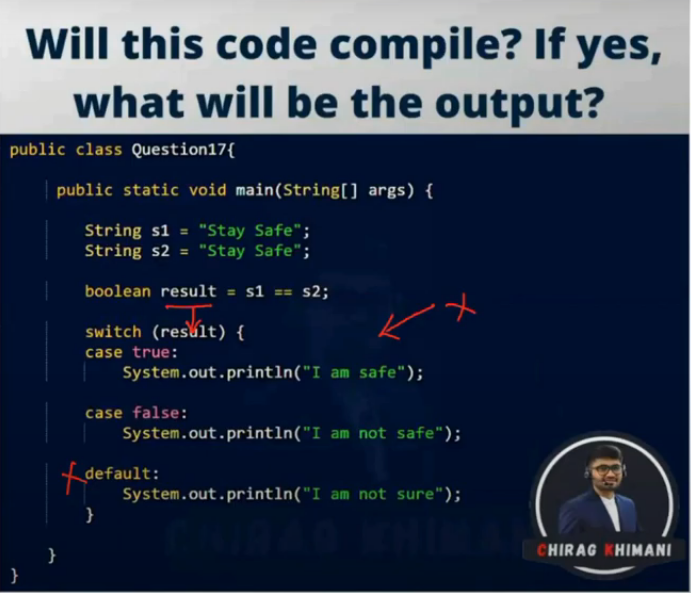 Will this code compile? If yes,
what will be the output?
public class Question17{
public static void main(String[] args) {
String s1 = "Stay Safe";
String s2 = "Stay Safe";
boolean result = s1 == s2;
switch (result) {
case true:
System.out.println("I am safe");
case false:
System.out.println("I am not safe");
default:
System.out.println("I am not sure");
}
}
}
CHIRAG KHIMANI
CHIRAG KHIMANI